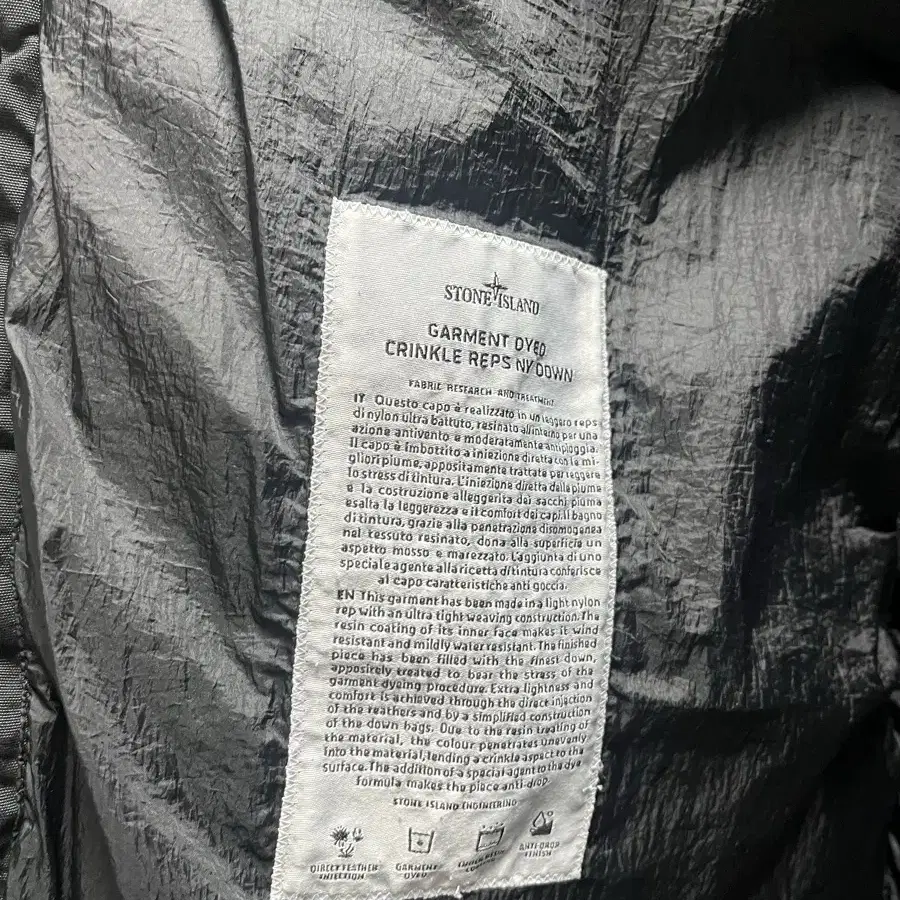 STONE ISLAND
GARMENT DYED
CRINKLE REPS NY DOWN
FABRIC RESEARCH AND TREATMENT
IT Questo capo è realizzato in un leggero reps
di nylon ultra battuto, resinato all'interno per una
azione antivento e moderatamente antipioggia.
Il capo è imbottito a iniezione diretta con le mi-
gliori piume, appositamente trattate per reggere
lo stress di tintura. L'iniezione diretta delle piume
e la costruzione alleggerita dei sacchi piuma
esalta la leggerezza e il comfort dei capi. Il bagno
di tintura, grazie alla penetrazione disomogenea
nel tessuto resinato, dona alla superficie un
aspetto mosso e marezzato. L'aggiunta di uno
speciale agente alla ricetta di tintura conferisce
al capo caratteristiche anti goccia.
EN This garment has been made in a light nylon
rep with an ultra tight weaving construction. The
resin coating of its inner face makes it wind
resistant and mildly water resistant. The finished
piece has been filled with the finest down,
appositely treated to bear the stress of the
garment dyeing procedure. Extra lightness and
comfort is achieved through the direct injection
of the feathers and by a simplified construction
of the down bags. Due to the resin treating of
the material, the colour penetrates unevenly
into the material, lending a crinkle aspect to the
surface. The addition of a special agent to the dye
formula makes the piece anti-drop.
STONE ISLAND ENGINEERING
DIRECT FEATHER
INJECTION
GARMENT
DYED
ANTI-DROP
FINISH